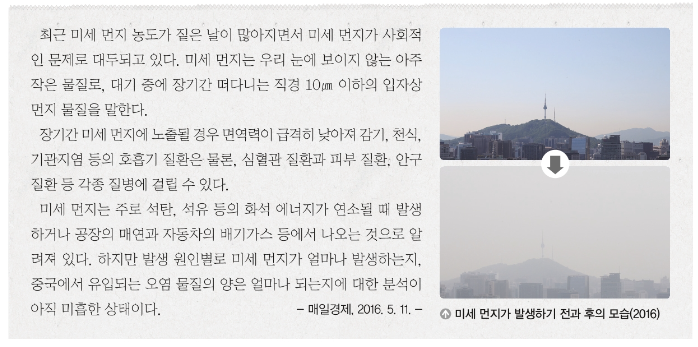 최근 미세 먼지 농도가 짙은 날이 많아지면서 미세 먼지가 사회적
인 문제로 대두되고 있다. 미세 먼지는 우리 눈에 보이지 않는 아주
작은 물질로, 대기 중에 장기간 떠다니는 직경 10㎛ 이하의 입자상
먼지 물질을 말한다.
장기간 미세 먼지에 노출될 경우 면역력이 급격히 낮아져 감기, 천식,
기관지염 등의 호흡기 질환은 물론, 심혈관 질환과 피부 질환, 안구
질환 등 각종 질병에 걸릴 수 있다.
미세 먼지는 주로 석탄, 석유 등의 화석 에너지가 연소될 때 발생
하거나 공장의 매연과 자동차의 배기가스 등에서 나오는 것으로 알
려져 있다. 하지만 발생 원인별로 미세 먼지가 얼마나 발생하는지,
중국에서 유입되는 오염 물질의 양은 얼마나 되는지에 대한 분석이
아직 미흡한 상태이다.
- 매일경제, 2016. 5. 11. -
미세 먼지가 발생하기 전과 후의 모습(2016)